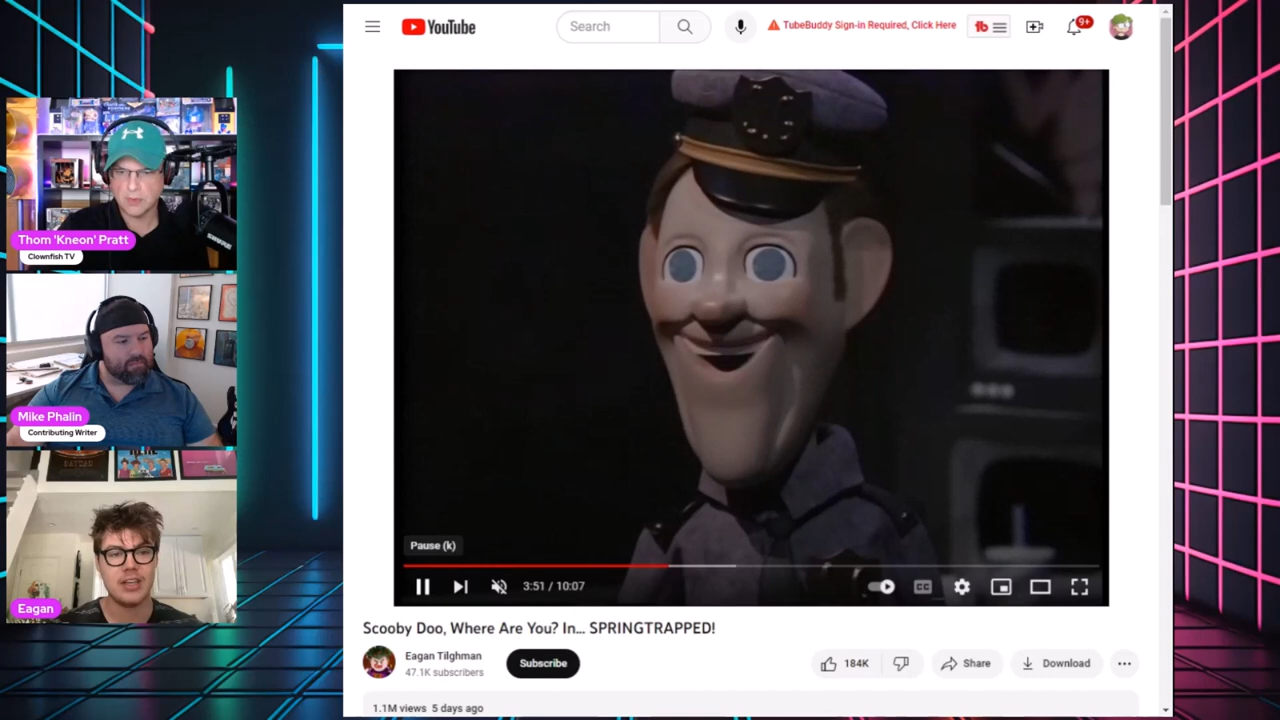 YouTube
Search
TubeBuddy Sign-in Required, Click Here
tb
9+
Thom 'Kneon' Pratt
Clownfish TV
Mike Phalin
Contributing Writer
Eagan
Pause (k)
3:51 / 10:07
CC
Scooby Doo, Where Are You? In... SPRINGTRAPPED!
Eagan Tilghman
47.1K subscribers
Subscribe
184K
Share
Download
1.1M views 5 days ago